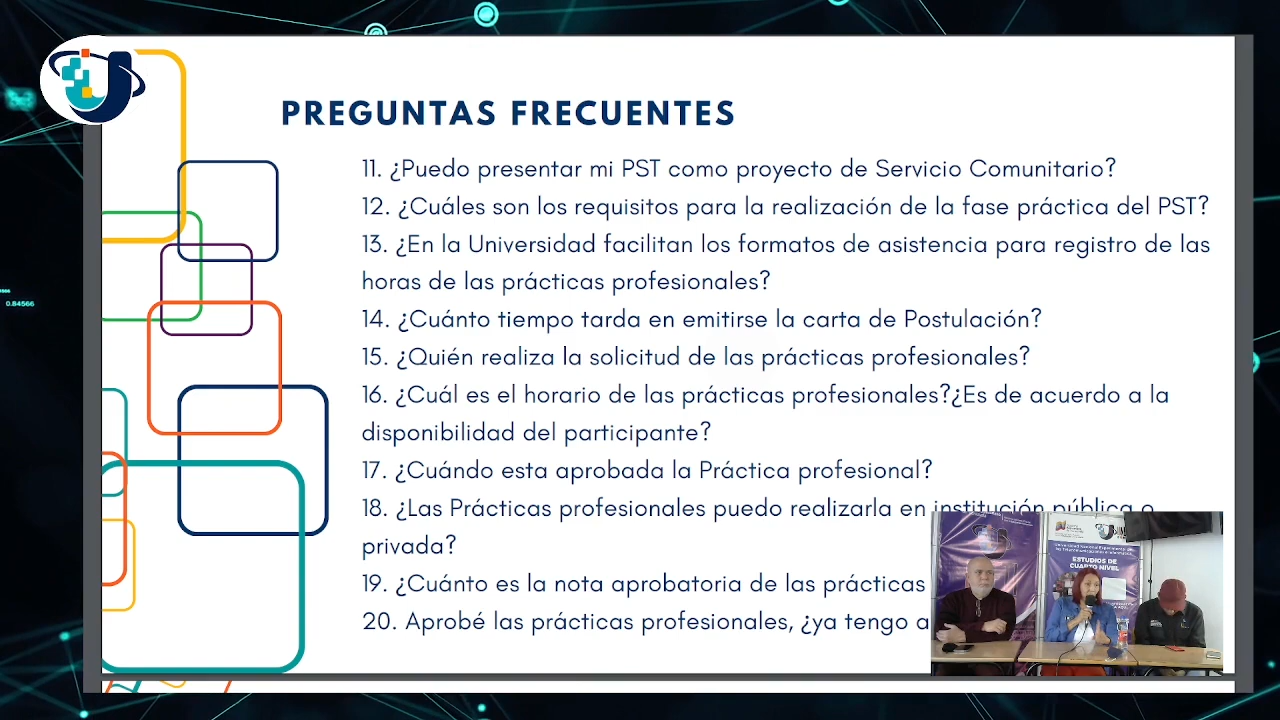 PREGUNTAS FRECUENTES
11. ¿Puedo presentar mi PST como proyecto de Servicio Comunitario?
12. ¿Cuáles son los requisitos para la realización de la fase práctica del PST?
13. ¿En la Universidad facilitan los formatos de asistencia para registro de las
horas de las prácticas profesionales?
14. ¿Cuánto tiempo tarda en emitirse la carta de Postulación?
15. ¿Quién realiza la solicitud de las prácticas profesionales?
16. ¿Cuál es el horario de las prácticas profesionales?¿Es de acuerdo a la
disponibilidad del participante?
17. ¿Cuándo esta aprobada la Práctica profesional?
18. ¿Las Prácticas profesionales puedo realizarla en institución pública o
privada?
19. ¿Cuánto es la nota aprobatoria de las prácticas
20. Aprobé las prácticas profesionales, ¿ya tengo a
0.84566
ESTUDIOS DE
CUARTO NIVEL